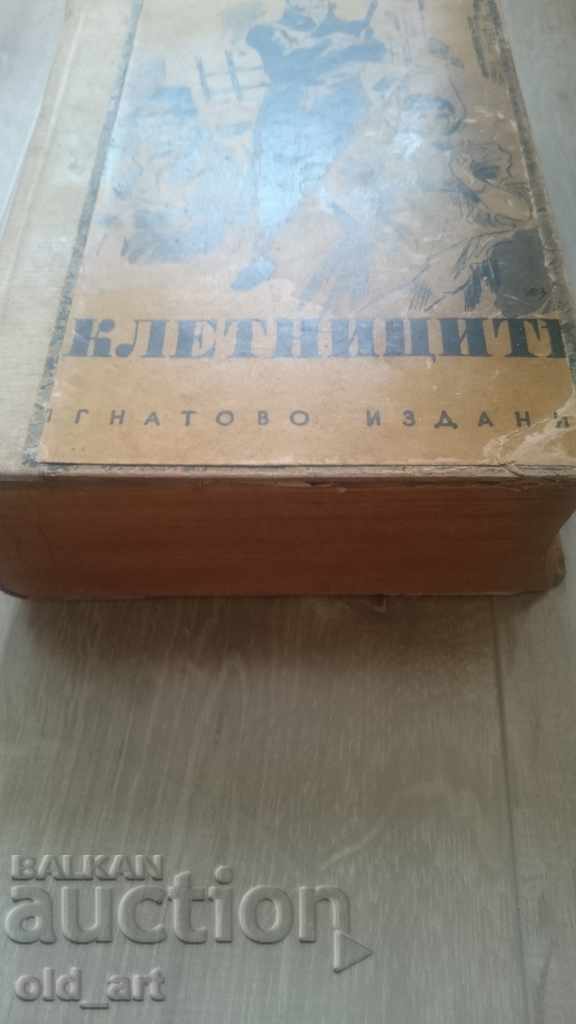 КЛЕТНИЦИТ
ГНАТОВО ИЗДАН
BALKAN
auction
old_art